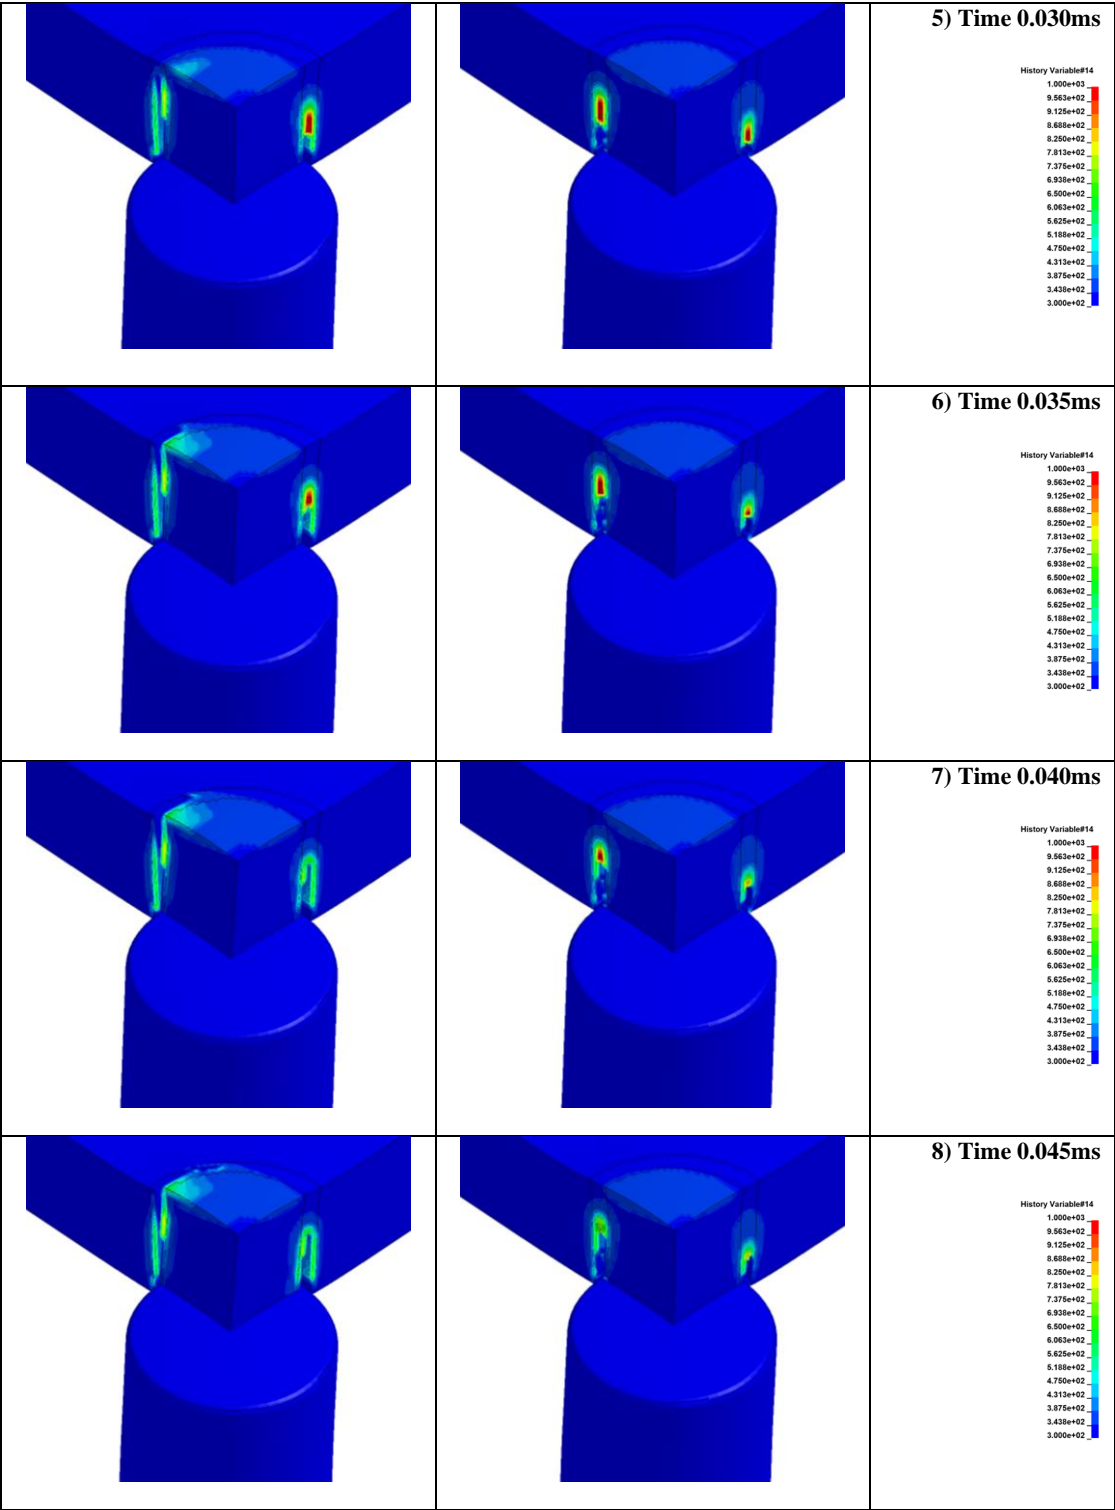 5) Time 0.030ms
History Variable#14
1.000e+03
9.563e+02
9.125e+02
8.688e+02
8.250e+02
7.813e+02
7.375e+02
6.938e+02
6.500e+02
6.063e+02
5.625e+02
5.188e+02
4.750e+02
4.313e+02
3.875e+02
3.438e+02
3.000e+02
6) Time 0.035ms
History Variable#14
1.000e+03
9.563e+02
9.125e+02
8.688e+02
8.250e+02
7.813e+02
7.375e+02
6.938e+02
6.500e+02
6.063e+02
5.625e+02
5.188e+02
4.750e+02
4.313e+02
3.875e+02
3.438e+02
3.000e+02
7) Time 0.040ms
History Variable#14
1.000e+03
9.563e+02
9.125e+02
8.688e+02
8.250e+02
7.813e+02
7.375e+02
6.938e+02
6.500e+02
6.063e+02
5.625e+02
5.188e+02
4.750e+02
4.313e+02
3.875e+02
3.438e+02
3.000e+02
8) Time 0.045ms
History Variable#14
1.000e+03
9.563e+02
9.125e+02
8.688e+02
8.250e+02
7.813e+02
7.375e+02
6.938e+02
6.500e+02
6.063e+02
5.625e+02
5.188e+02
4.750e+02
4.313e+02
3.875e+02
3.438e+02
3.000e+02